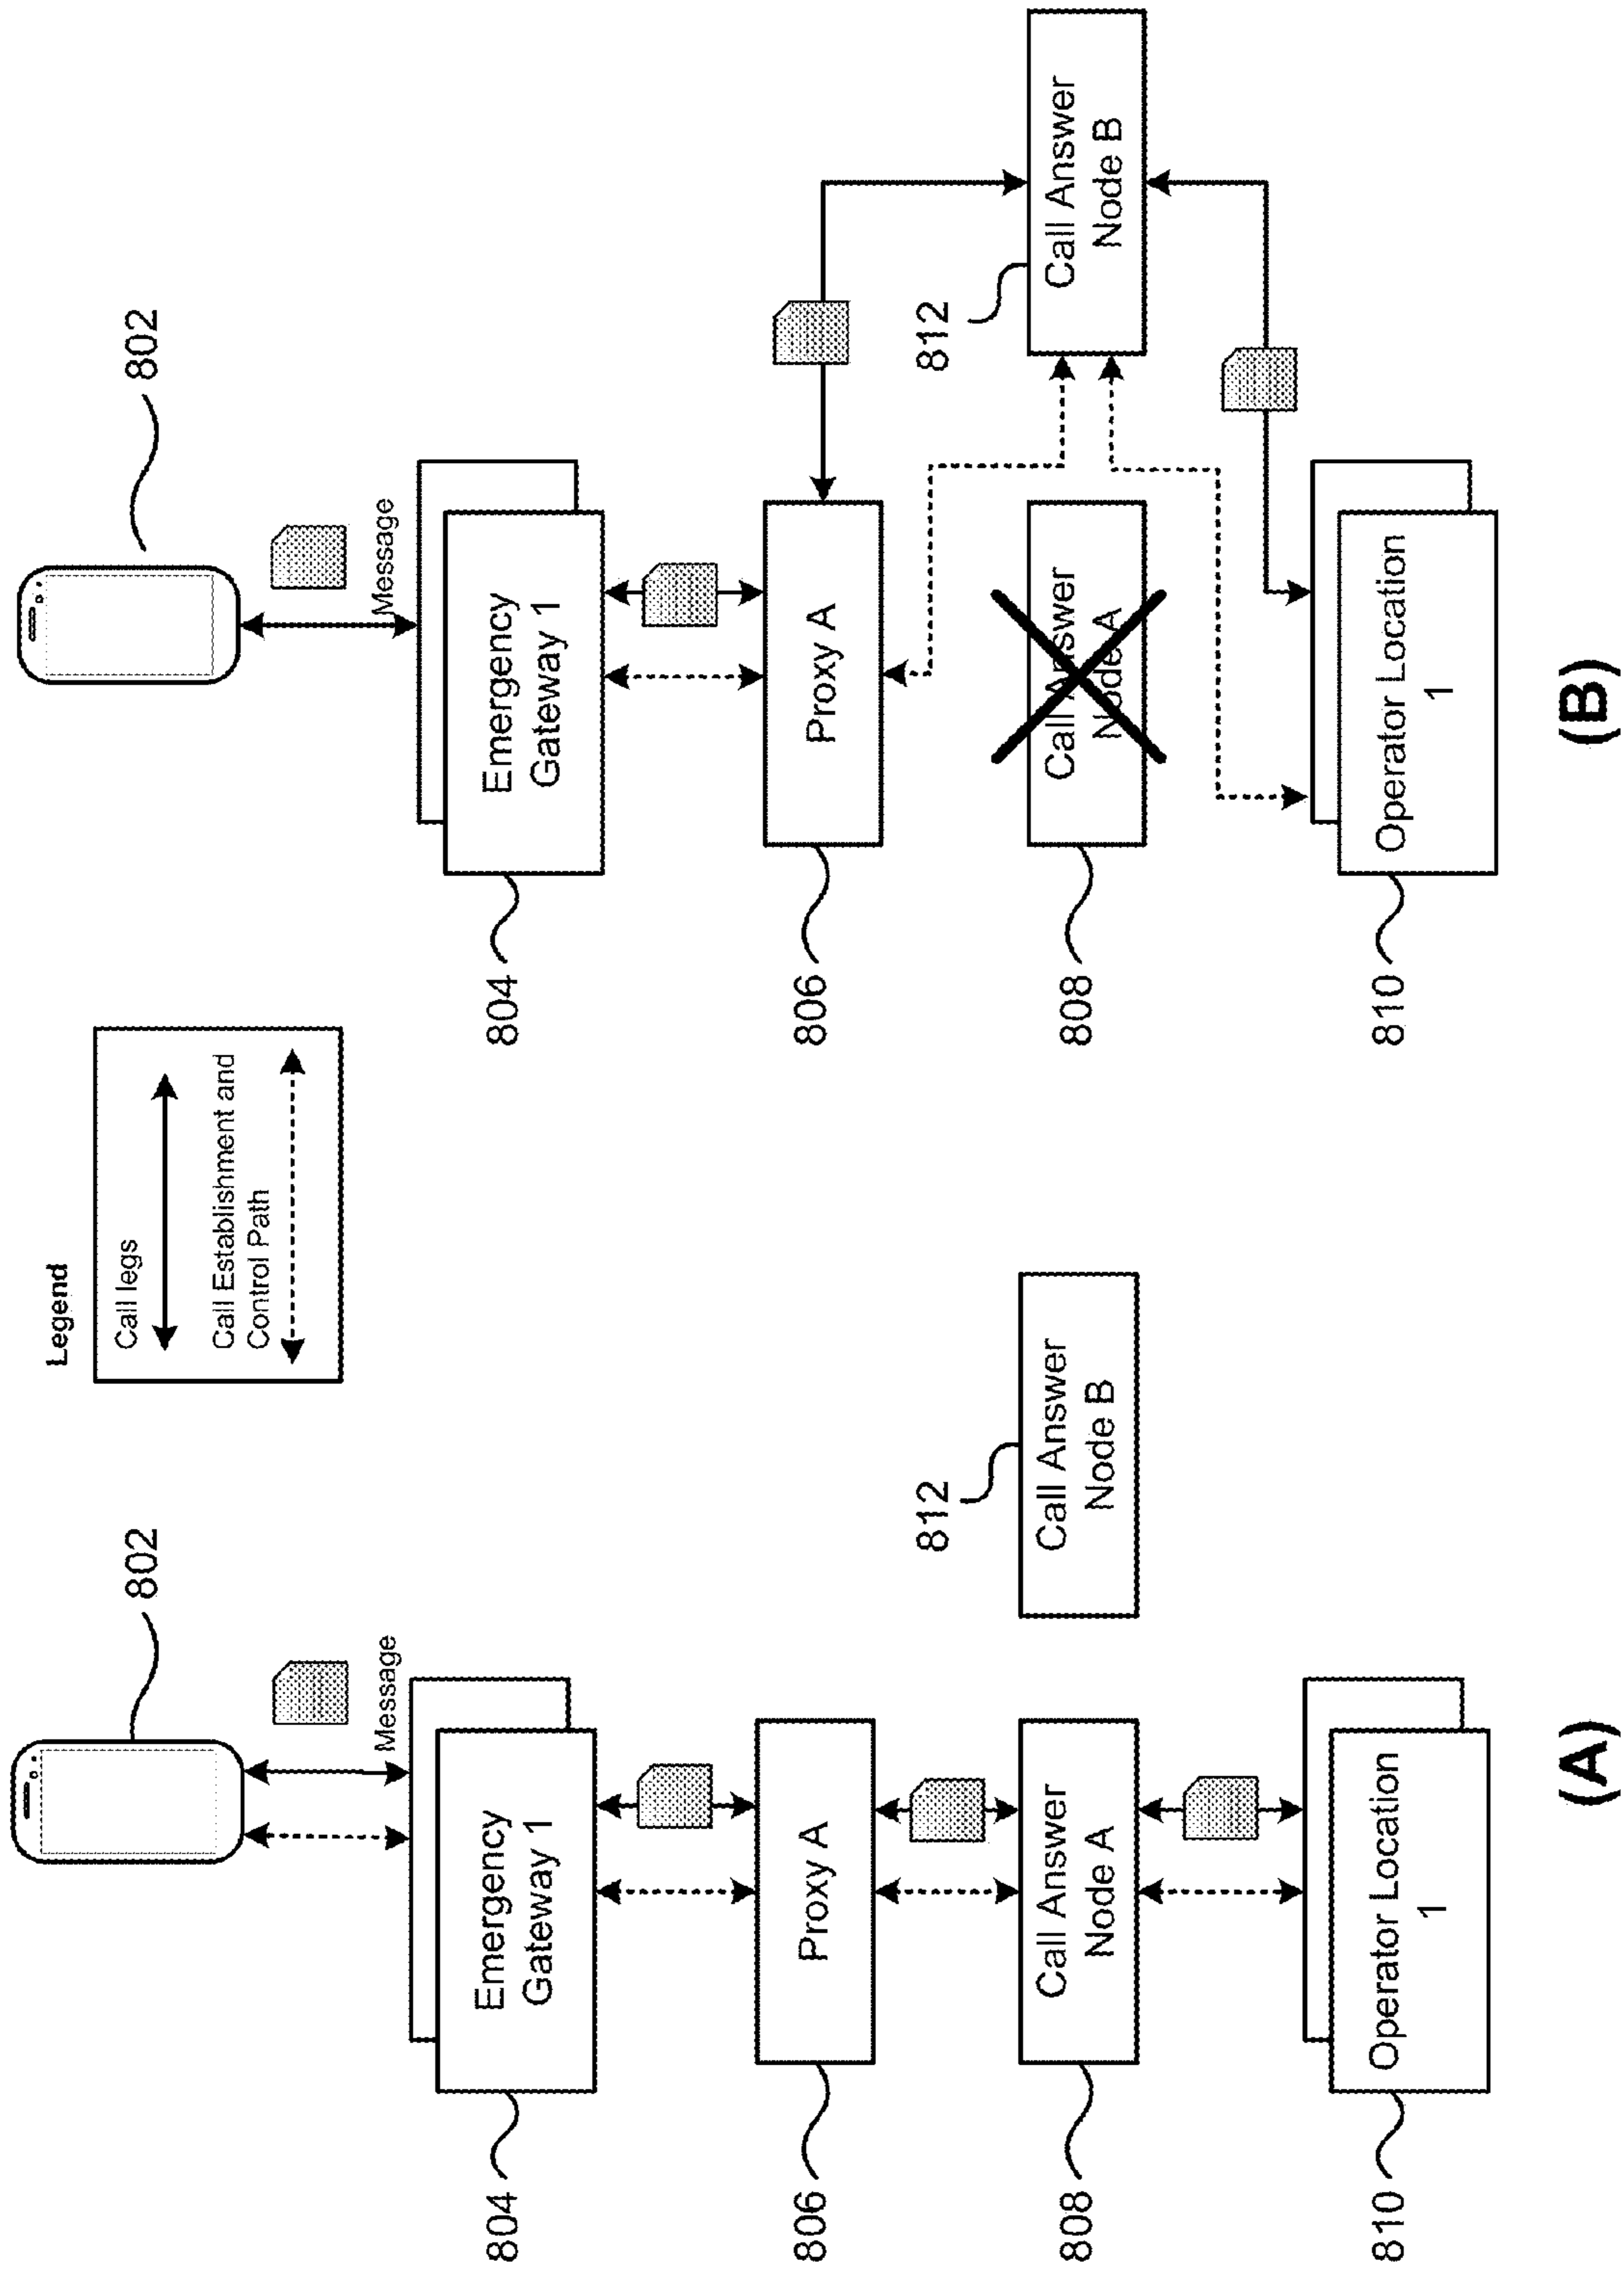 Legend
Call legs
Call Establishment and
Control Path
802
Message
804
Emergency
Gateway 1
806
Proxy A
808
Call Answer
Node A
812
Call Answer
Node B
810
Operator Location
1
(A)
802
Message
804
Emergency
Gateway 1
806
Proxy A
808
Call Answer
Node A
812
Call Answer
Node B
810
Operator Location
1
(B)